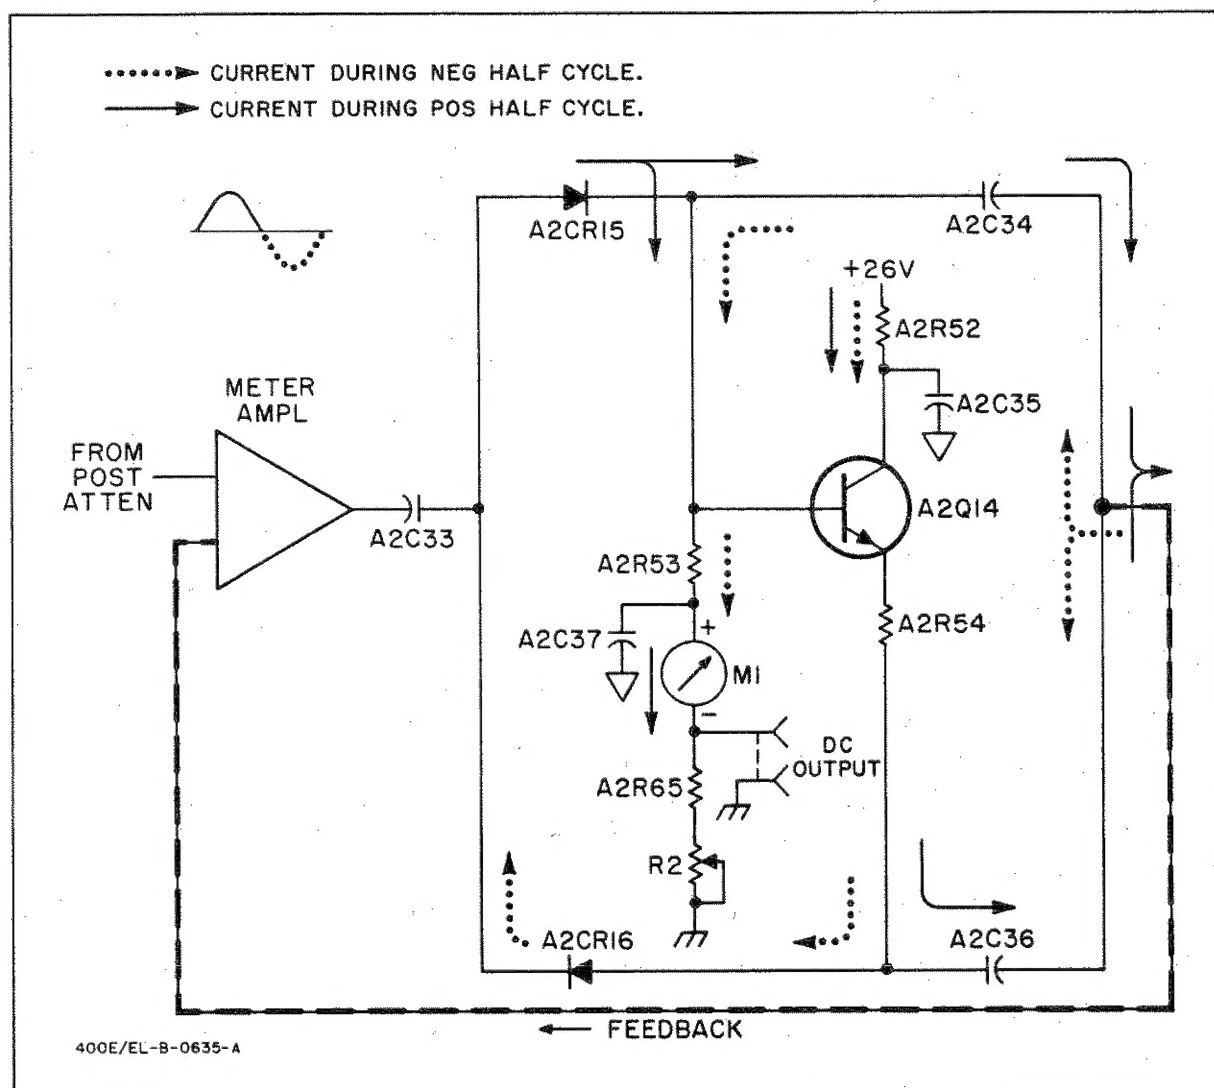 CURRENT DURING NEG HALF CYCLE.
CURRENT DURING POS HALF CYCLE.
A2CR15
A2C34
+26V
A2R52
A2C35
METER
AMPL
FROM
POST
ATTEN
A2C33
A2Q14
A2R53
A2C37
+
M1
−
A2R54
DC
OUTPUT
A2R65
R2
A2CR16
A2C36
FEEDBACK
400E/EL-B-0635-A